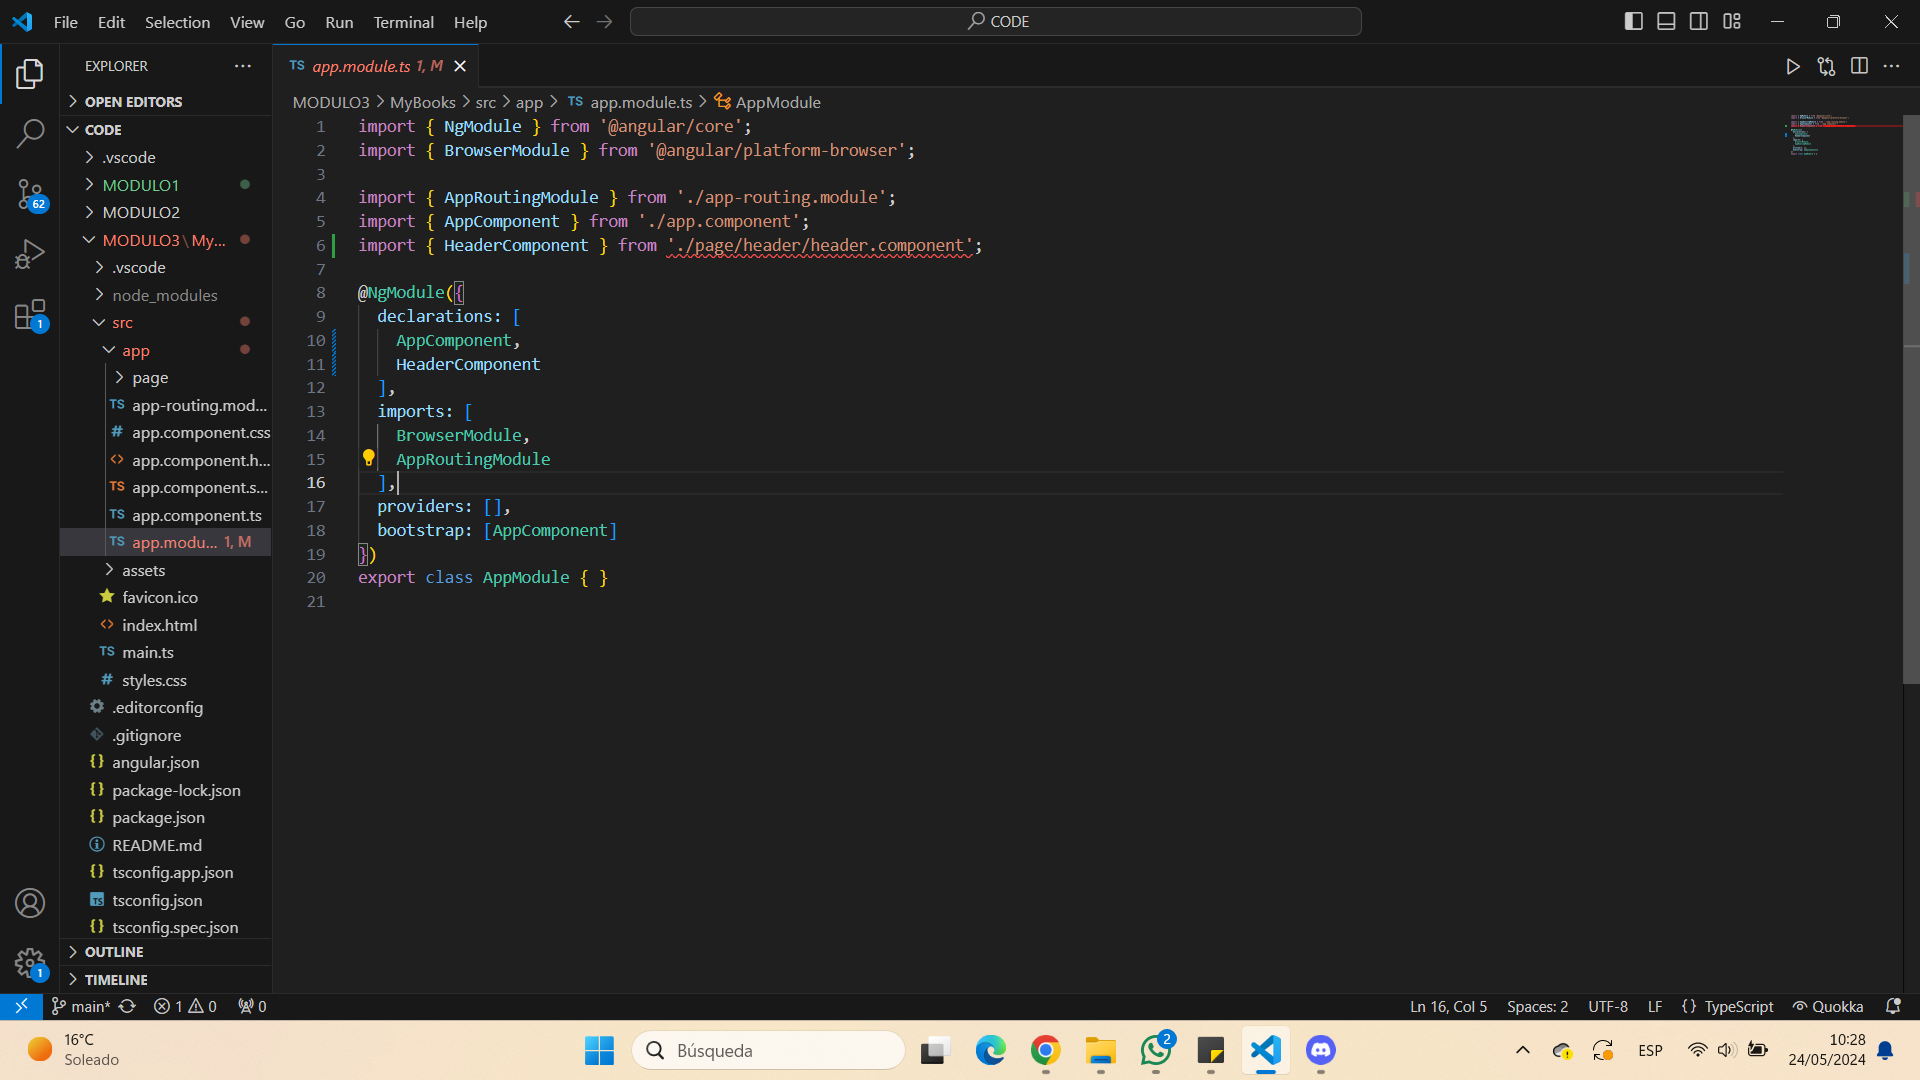 File Edit Selection View Go Run Terminal Help
CODE
EXPLORER
TS app.module.ts 1, M
OPEN EDITORS
CODE
.vscode
MODULO1
MODULO2
MODULO3 \ My...
.vscode
node_modules
src
app
page
TS app-routing.mod...
# app.component.css
<> app.component.h...
TS app.component.s...
TS app.component.ts
TS app.modu... 1, M
assets
favicon.ico
<> index.html
TS main.ts
# styles.css
.editorconfig
.gitignore
{} angular.json
{} package-lock.json
{} package.json
README.md
{} tsconfig.app.json
TS tsconfig.json
{} tsconfig.spec.json
OUTLINE
TIMELINE
62
1
1
MODULO3 > MyBooks > src > app > TS app.module.ts > AppModule
1 import { NgModule } from '@angular/core';
2 import { BrowserModule } from '@angular/platform-browser';
3
4 import { AppRoutingModule } from './app-routing.module';
5 import { AppComponent } from './app.component';
6 import { HeaderComponent } from './page/header/header.component';
7
8 @NgModule({
9 declarations: [
10 AppComponent,
11 HeaderComponent
12 ],
13 imports: [
14 BrowserModule,
15 AppRoutingModule
16 ],
17 providers: [],
18 bootstrap: [AppComponent]
19 })
20 export class AppModule { }
21
main* 1 0 0
Ln 16, Col 5 Spaces: 2 UTF-8 LF {} TypeScript Quokka
16°C
Soleado
Búsqueda
2
ESP
10:28
24/05/2024